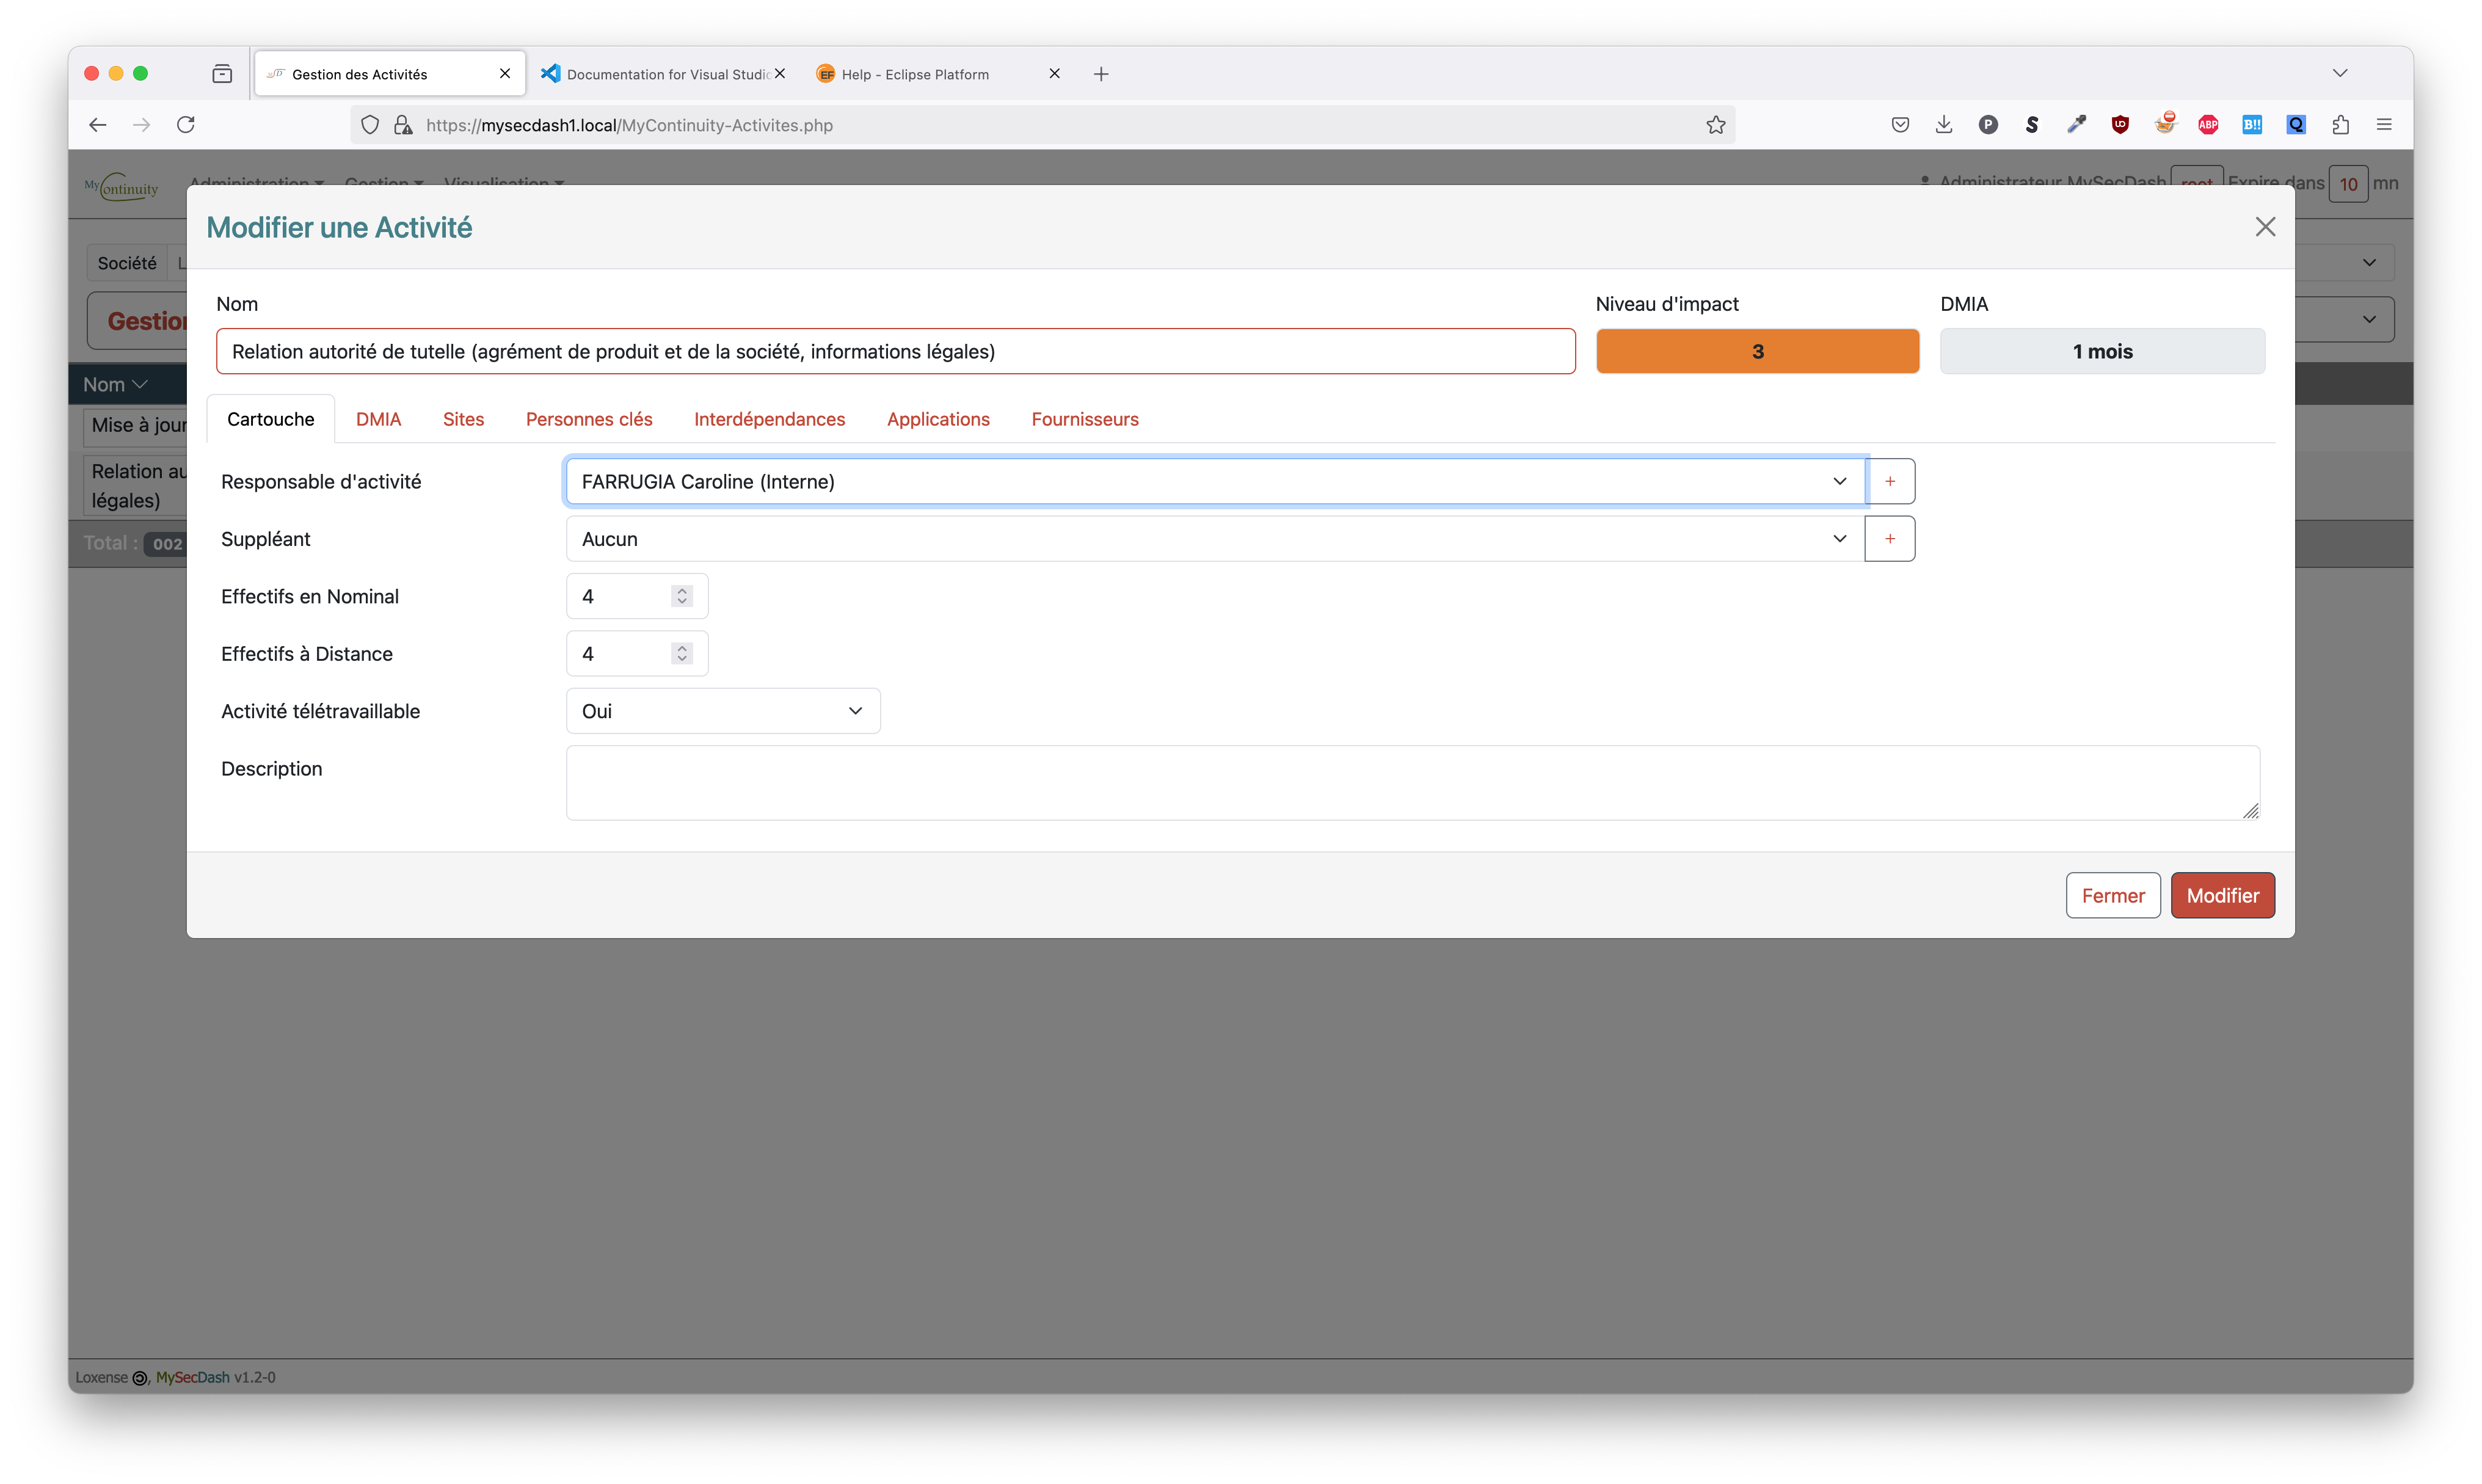 Gestion des Activités
Documentation for Visual Studio
Help - Eclipse Platform
https://mysecdash1.local/MyContinuity-Activites.php
MyContinuity Administration Gestion Visualisation Administrateur MySecDash root Expire dans 10 mn
Modifier une Activité
Société L
Nom Niveau d'impact DMIA
Gestion
Relation autorité de tutelle (agrément de produit et de la société, informations légales) 3 1 mois
Nom
Cartouche DMIA Sites Personnes clés Interdépendances Applications Fournisseurs
Mise à jour
Relation au
légales)
Total : 002
Responsable d'activité FARRUGIA Caroline (Interne) +
Suppléant Aucun +
Effectifs en Nominal 4
Effectifs à Distance 4
Activité télétravaillable Oui
Description
Fermer Modifier
Loxense, MySecDash v1.2-0